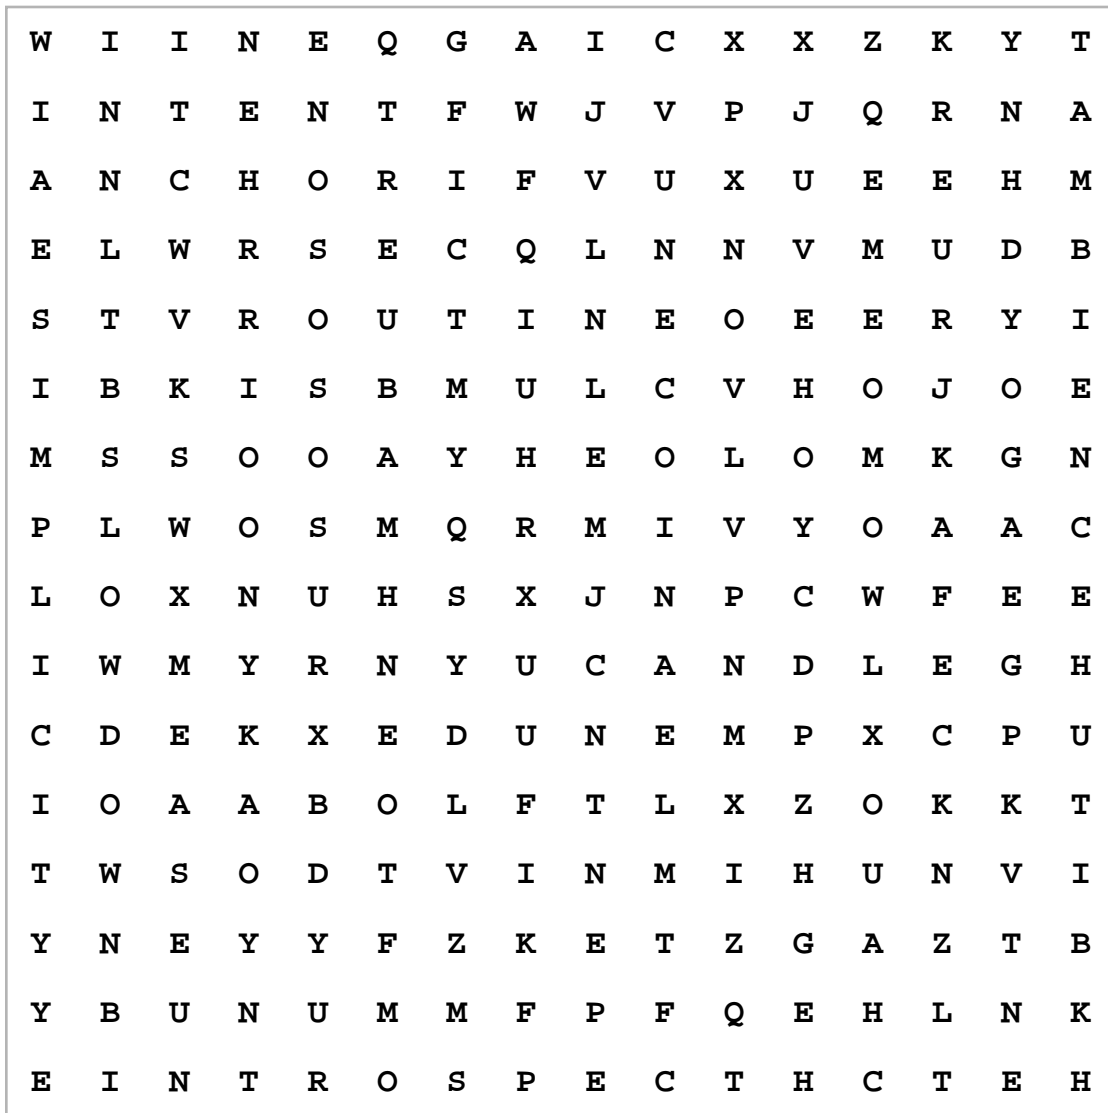 W I I N E Q G A I C X X Z K Y T
I N T E N T F W J V P J Q R N A
A N C H O R I F V U X U E E H M
E L W R S E C Q L N N V M U D B
S T V R O U T I N E O E E R Y I
I B K I S B M U L C V H O J O E
M S S O O A Y H E O L O M K G N
P L W O S M Q R M I V Y O A A C
L O X N U H S X J N P C W F E E
I W M Y R N Y U C A N D L E G H
C D E K X E D U N E M P X C P U
I O A A B O L F T L X Z O K K T
T W S O D T V I N M I H U N V I
Y N E Y Y F Z K E T Z G A Z T B
Y B U N U M M F P F Q E H L N K
E I N T R O S P E C T H C T E H